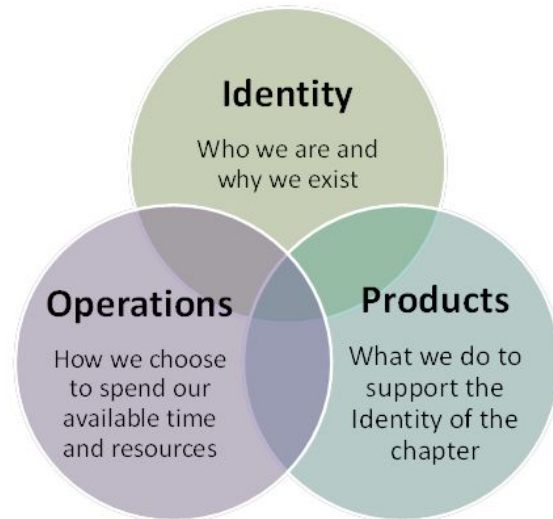 Identity
Who we are and
why we exist
Operations
How we choose
to spend our
available time
and resources
Products
What we do to
support the
Identity of the
chapter